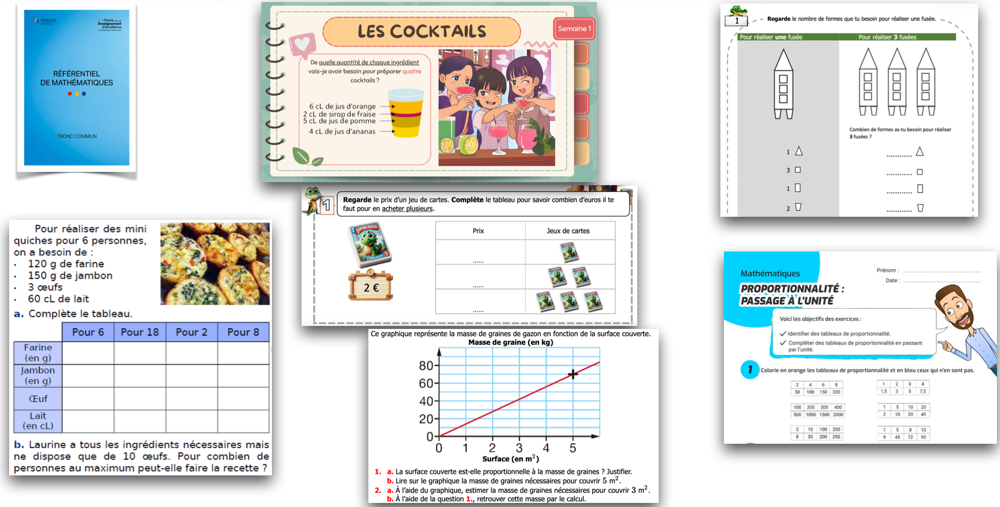 FÉDÉRATION
Pacte pour un
Enseignement
d'excellence
RÉFÉRENTIEL
DE MATHÉMATIQUES
TRONC COMMUN
LES COCKTAILS
Semaine 1
De quelle quantité de chaque ingrédient
vais-je avoir besoin pour préparer quatre
cocktails ?
6 cL de jus d'orange
2 cL de sirop de fraise
5 cL de jus de pomme
4 cL de jus d'ananas
1
Regarde le nombre de formes que tu besoin pour réaliser une fusée.
Pour réaliser une fusée
Pour réaliser 3 fusées
Combien de formes as-tu besoin pour réaliser
3 fusées ?
1 ............
3 ............
1 ............
2 ............
1
Regarde le prix d'un jeu de cartes. Complète le tableau pour savoir combien d'euros il te
faut pour en acheter plusieurs.
SUPERCROCO
2 €
Prix Jeux de cartes
......
......
......
Pour réaliser des mini
quiches pour 6 personnes,
on a besoin de :
· 120 g de farine
· 150 g de jambon
· 3 œufs
· 60 cL de lait
a. Complète le tableau.
Pour 6 Pour 18 Pour 2 Pour 8
Farine
(en g)
Jambon
(en g)
Œuf
Lait
(en cL)
b. Laurine a tous les ingrédients nécessaires mais
ne dispose que de 10 œufs. Pour combien de
personnes au maximum peut-elle faire la recette ?
Ce graphique représente la masse de graines de gazon en fonction de la surface couverte.
Masse de graine (en kg)
80
60
40
20
0
0 1 2 3 4 5
Surface (en m²)
1. a. La surface couverte est-elle proportionnelle à la masse de graines ? Justifier.
b. Lire sur le graphique la masse de graines nécessaires pour couvrir 5 m².
2. a. À l'aide du graphique, estimer la masse de graines nécessaires pour couvrir 3 m².
b. À l'aide de la question 1., retrouver cette masse par le calcul.
Mathématiques
Prénom :
Date :
PROPORTIONNALITÉ :
PASSAGE À L'UNITÉ
Voici les objectifs des exercices :
✓ Identifier des tableaux de proportionnalité.
✓ Compléter des tableaux de proportionnalité en passant
par l'unité.
1 Colorie en orange les tableaux de proportionnalité et en bleu ceux qui n'en sont pas.
2 4 6 8
50 100 150 200
1 2 3 4
1,5 3 5 7,5
100 200 300 400
500 1000 1500 2000
1 5 10 20
2 10 20 40
2 10 100 200
8 30 200 250
1 5 8 10
9 45 72 90